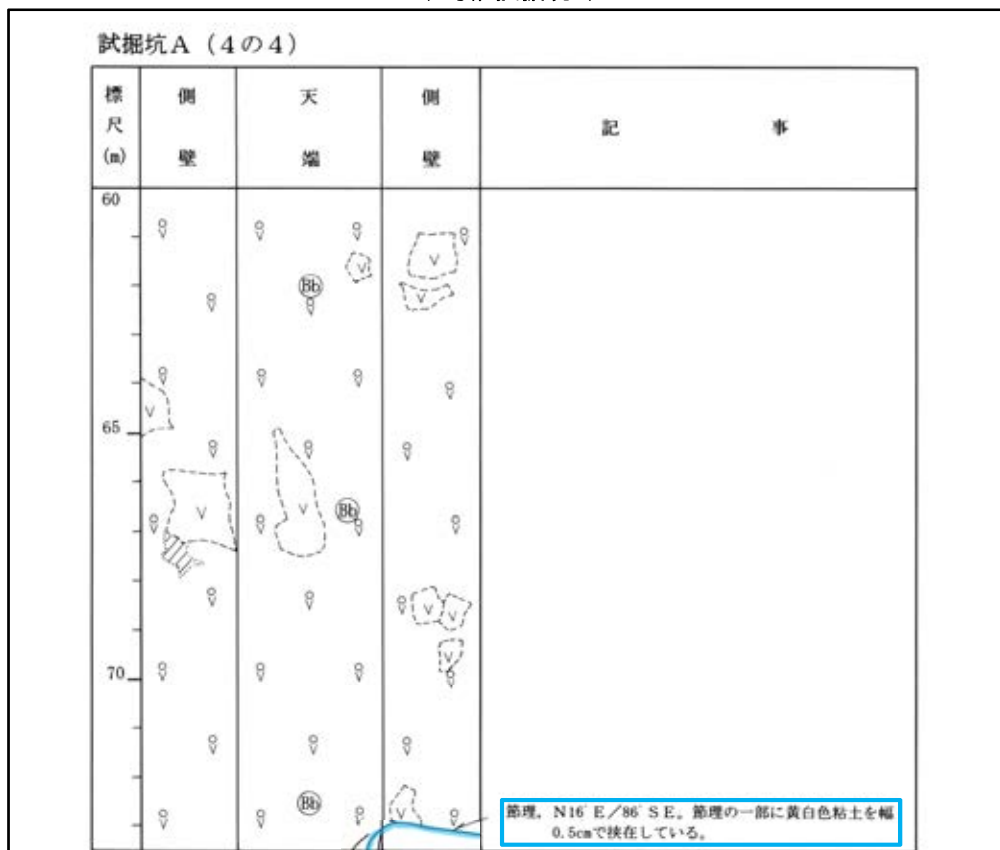 試掘坑A（4の4）
標尺(m)
側壁
天端
側壁
記事
60
Bb
65
Bb
70
Bb
節理，N16°E／86°SE。節理の一部に黄白色粘土を幅
0.5cmで挟在している。